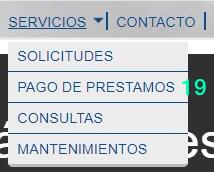 SERVICIOS CONTACTO
SOLICITUDES
PAGO DE PRESTAMOS 19
CONSULTAS
MANTENIMIENTOS